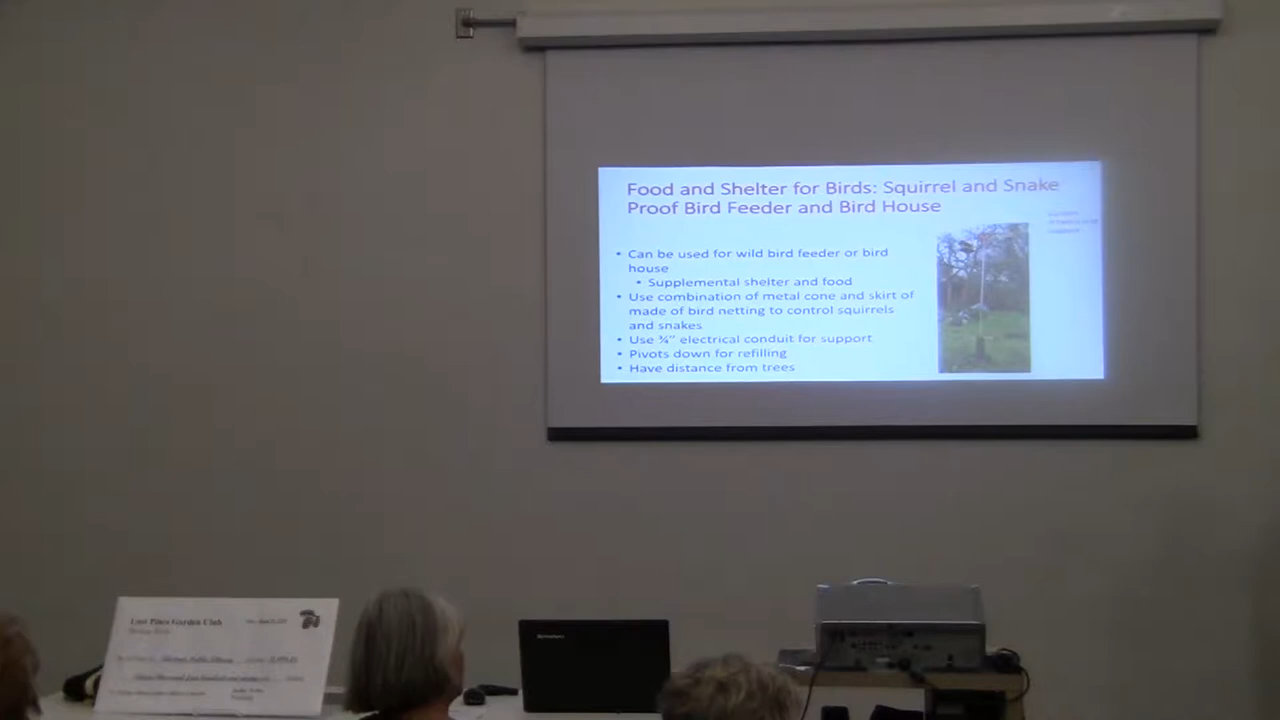 Food and Shelter for Birds: Squirrel and Snake
Proof Bird Feeder and Bird House
• Can be used for wild bird feeder or bird
house
• Supplemental shelter and food
• Use combination of metal cone and skirt of
made of bird netting to control squirrels
and snakes
• Use ¾” electrical conduit for support
• Pivots down for refilling
• Have distance from trees
Lost Pines Garden Club
Public Library